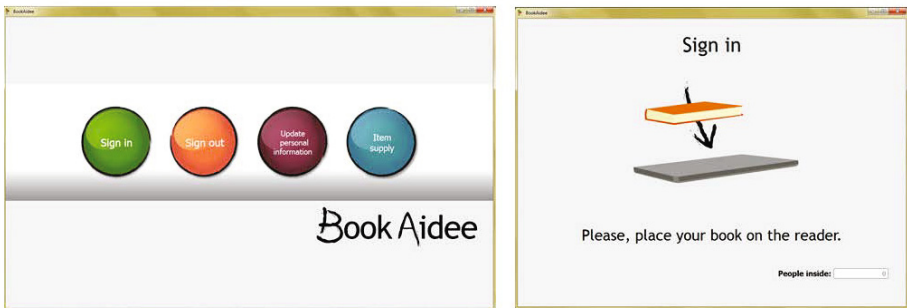 BookAidee
Sign in
Sign out
Update
personal
information
Item
supply
Book Aidee
BookAidee
Sign in
Please, place your book on the reader.
People inside: 0